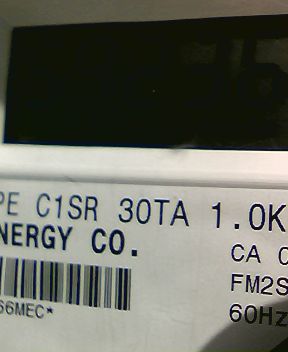 PE C1SR 30TA 1.0K
NERGY CO.
CA
FM2S
66MEC*
60Hz